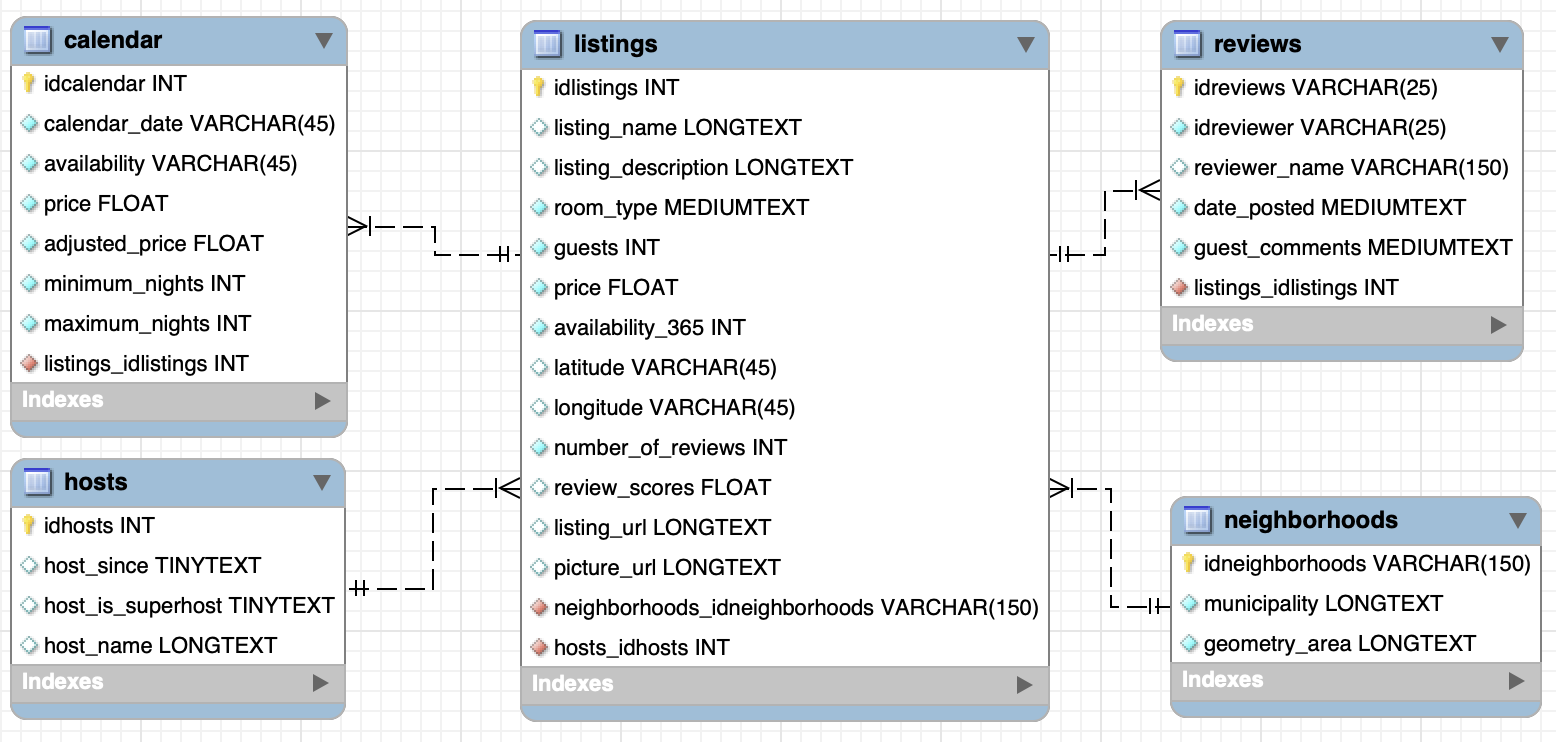 calendar
idcalendar INT
calendar_date VARCHAR(45)
availability VARCHAR(45)
price FLOAT
adjusted_price FLOAT
minimum_nights INT
maximum_nights INT
listings_idlistings INT
Indexes
hosts
idhosts INT
host_since TINYTEXT
host_is_superhost TINYTEXT
host_name LONGTEXT
Indexes
listings
idlistings INT
listing_name LONGTEXT
listing_description LONGTEXT
room_type MEDIUMTEXT
guests INT
price FLOAT
availability_365 INT
latitude VARCHAR(45)
longitude VARCHAR(45)
number_of_reviews INT
review_scores FLOAT
listing_url LONGTEXT
picture_url LONGTEXT
neighborhoods_idneighborhoods VARCHAR(150)
hosts_idhosts INT
Indexes
reviews
idreviews VARCHAR(25)
idreviewer VARCHAR(25)
reviewer_name VARCHAR(150)
date_posted MEDIUMTEXT
guest_comments MEDIUMTEXT
listings_idlistings INT
Indexes
neighborhoods
idneighborhoods VARCHAR(150)
municipality LONGTEXT
geometry_area LONGTEXT
Indexes